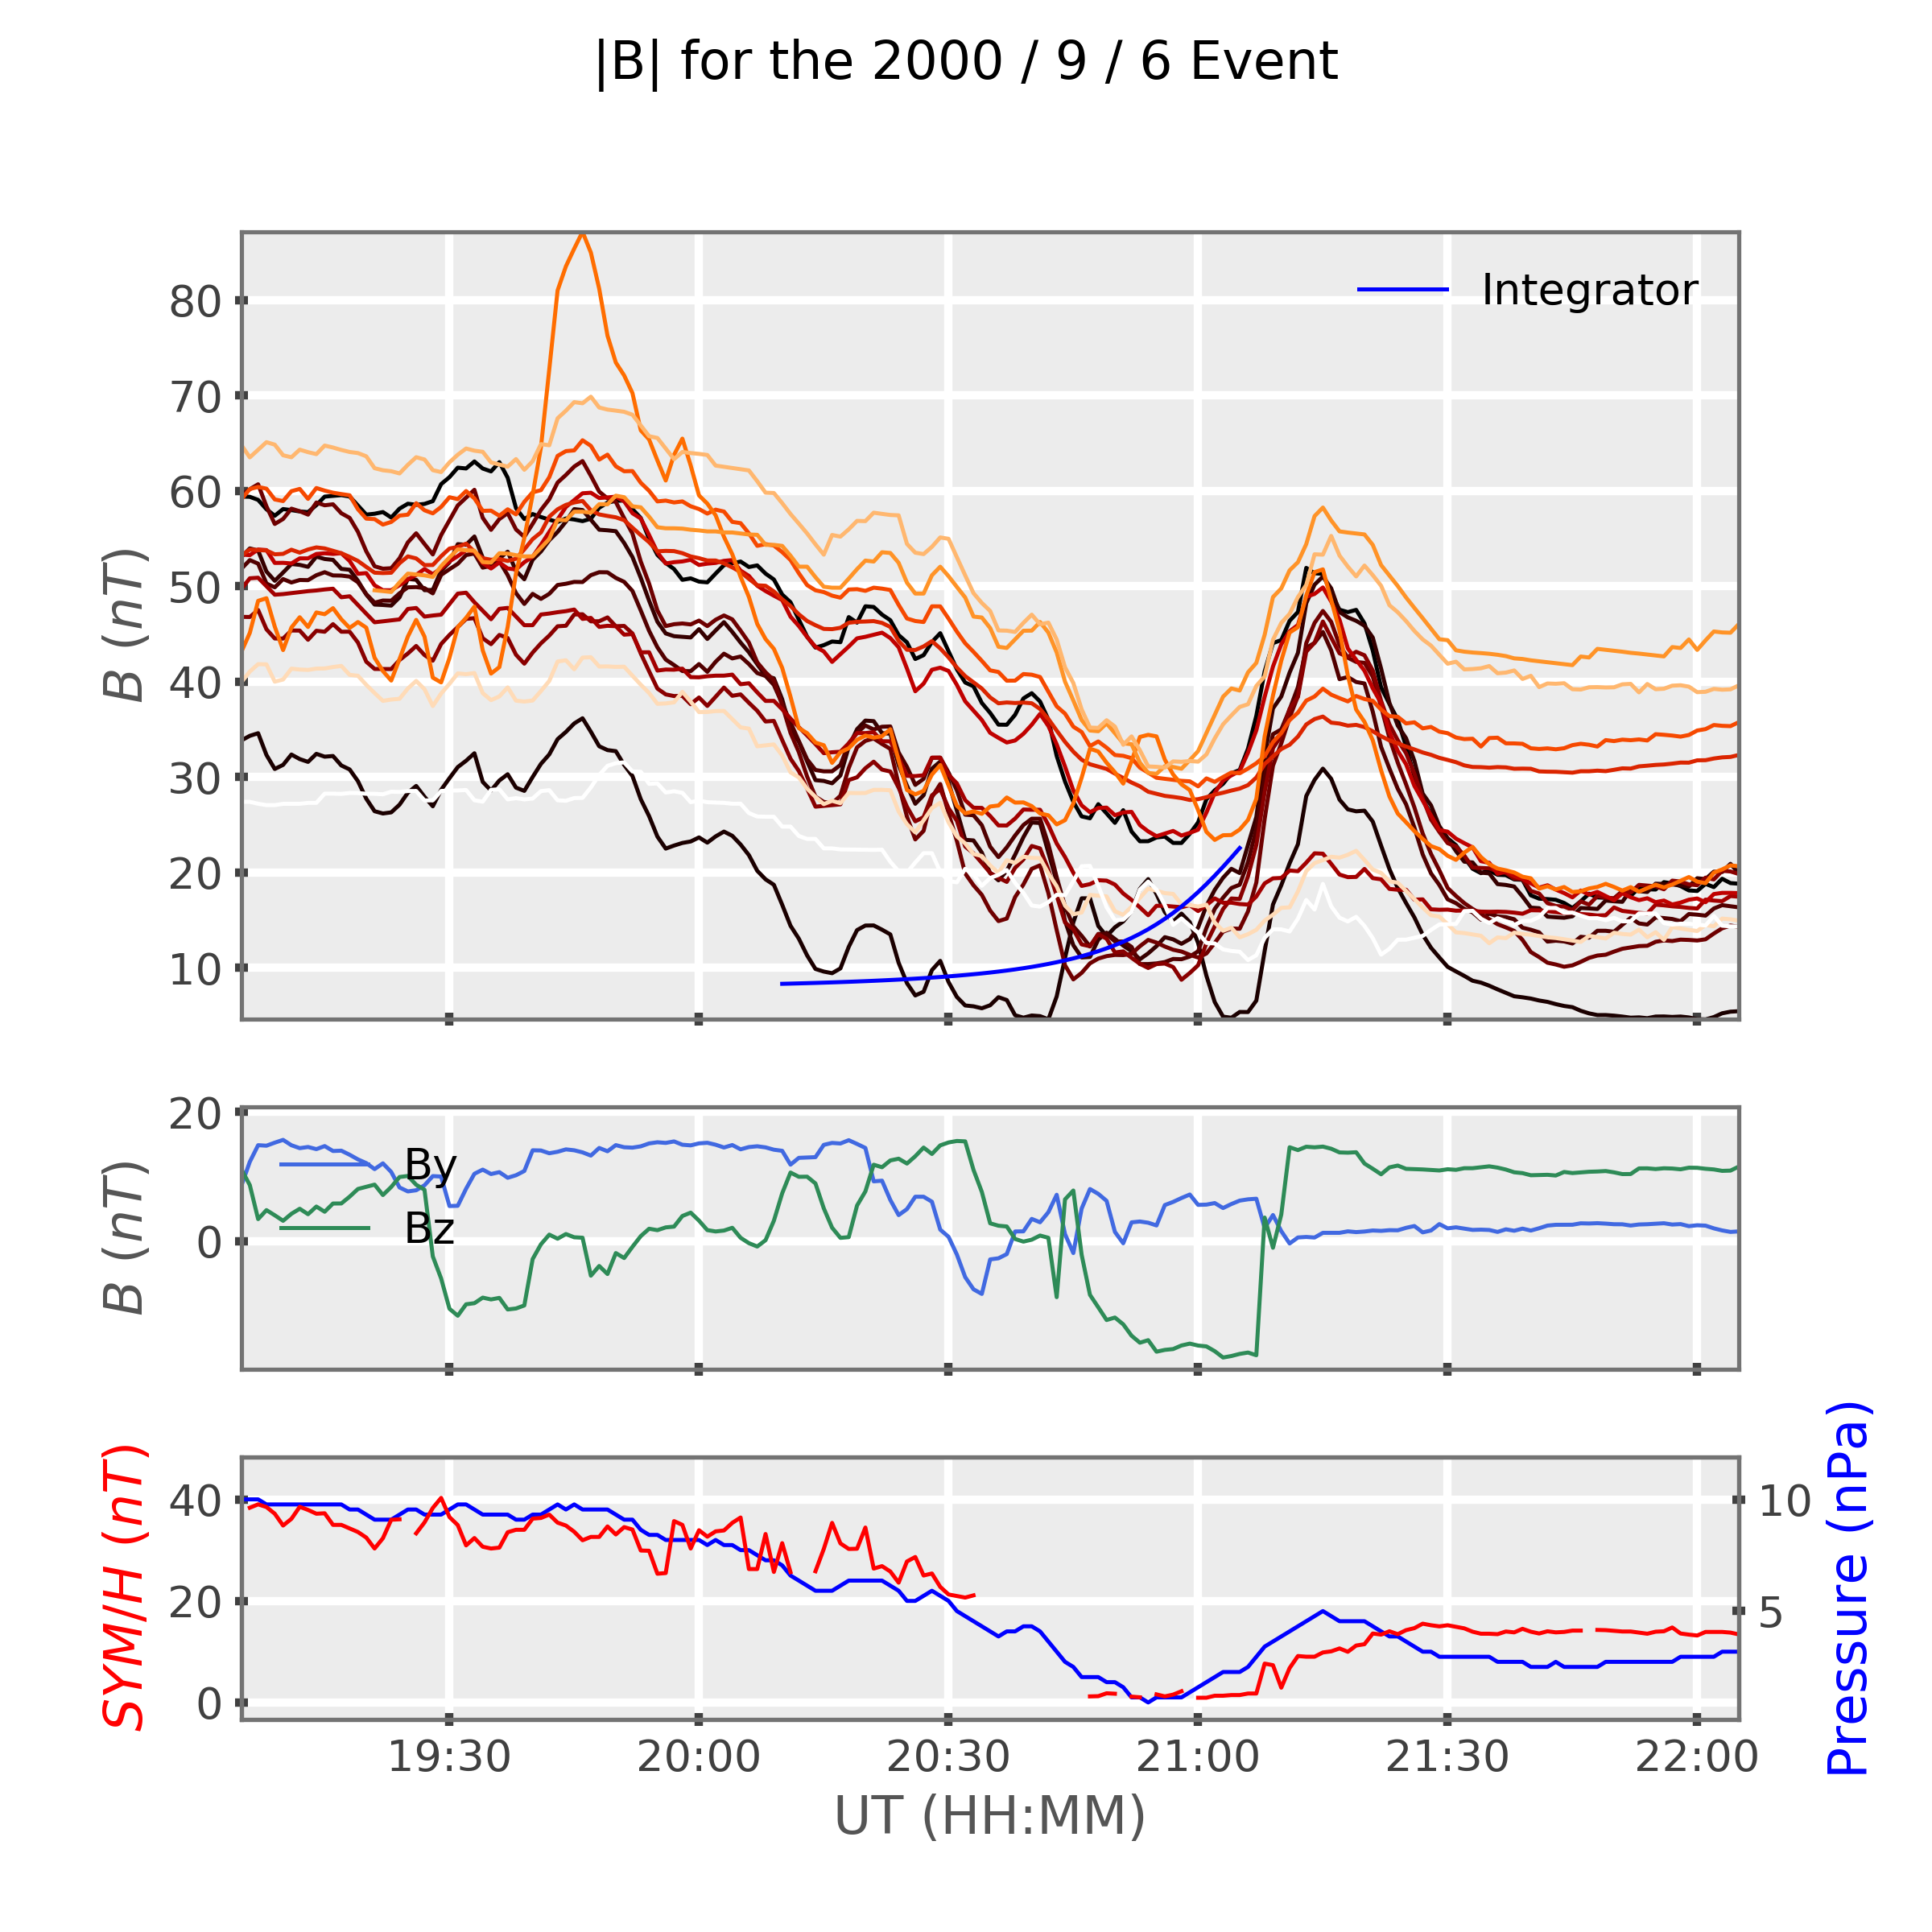 |B| for the 2000 / 9 / 6 Event
B (nT)
80
70
60
50
40
30
20
10
Integrator
B (nT)
20
0
By
Bz
SYM/H (nT)
40
20
0
10
5
Pressure (nPa)
19:30 20:00 20:30 21:00 21:30 22:00
UT (HH:MM)